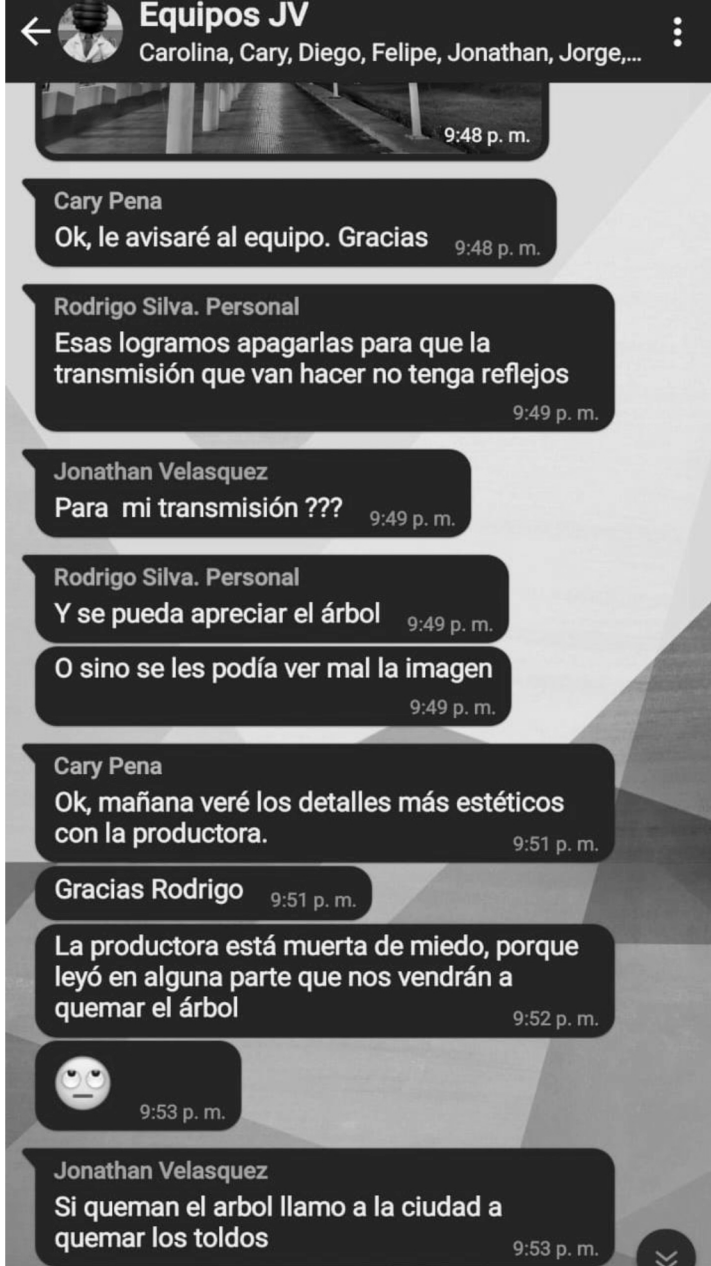 Equipos JV
Carolina, Cary, Diego, Felipe, Jonathan, Jorge,...
9:48 p. m.
Cary Pena
Ok, le avisaré al equipo. Gracias 9:48 p. m.
Rodrigo Silva. Personal
Esas logramos apagarlas para que la
transmisión que van hacer no tenga reflejos
9:49 p. m.
Jonathan Velasquez
Para mi transmisión ??? 9:49 p. m.
Rodrigo Silva. Personal
Y se pueda apreciar el árbol 9:49 p. m.
O sino se les podía ver mal la imagen
9:49 p. m.
Cary Pena
Ok, mañana veré los detalles más estéticos
con la productora. 9:51 p. m.
Gracias Rodrigo 9:51 p. m.
La productora está muerta de miedo, porque
leyó en alguna parte que nos vendrán a
quemar el árbol 9:52 p. m.
🙄
9:53 p. m.
Jonathan Velasquez
Si queman el arbol llamo a la ciudad a
quemar los toldos 9:53 p. m.